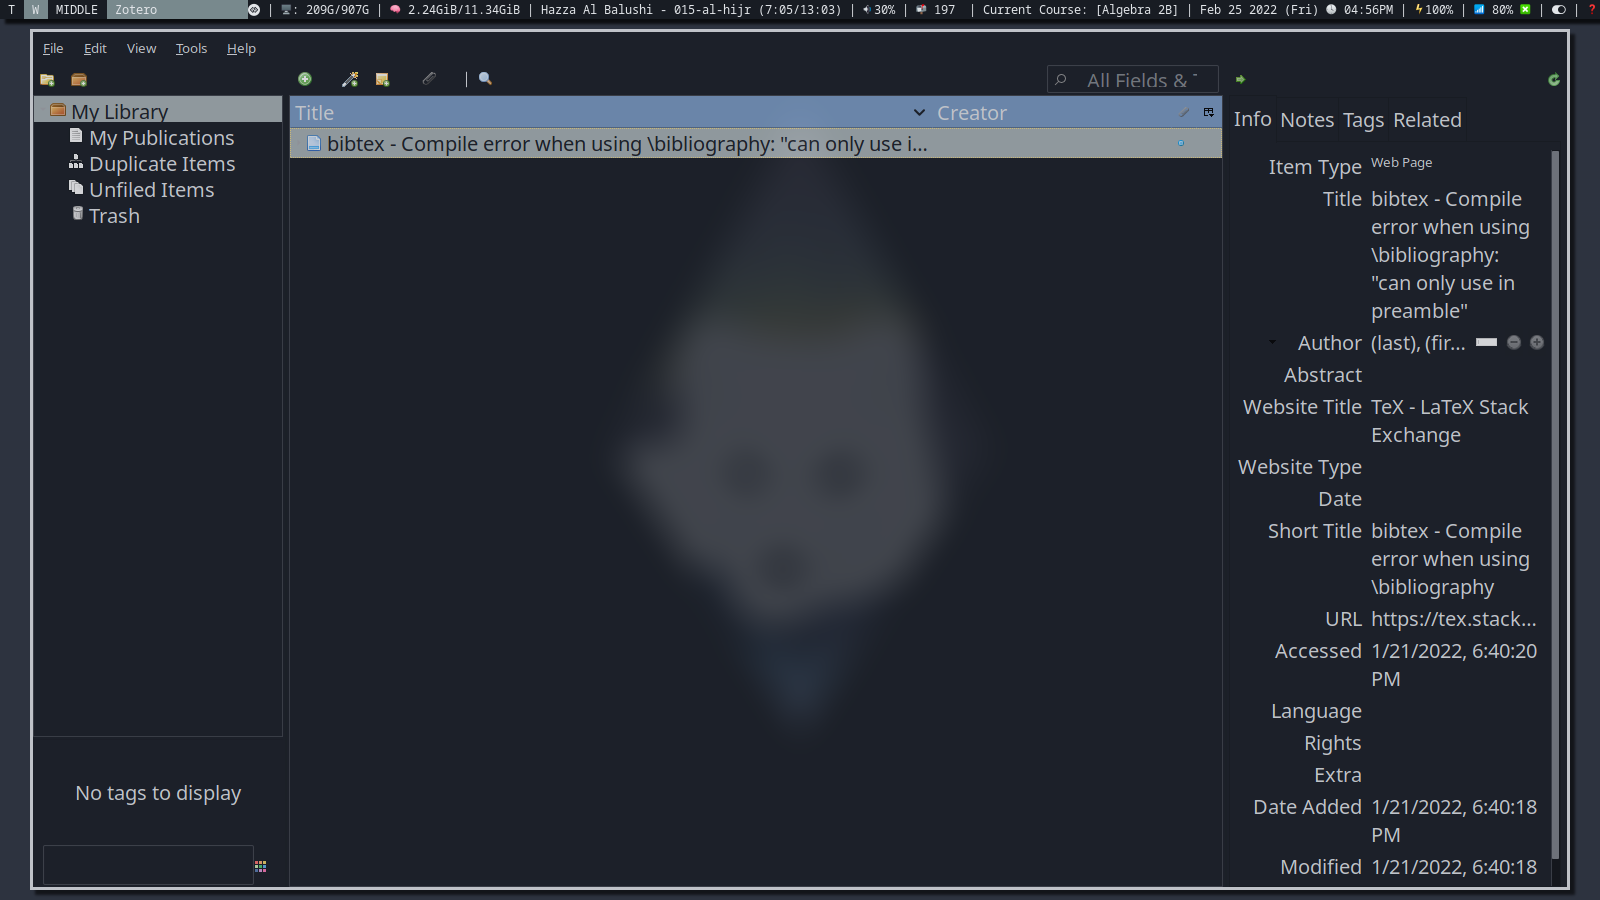 T W MIDDLE Zotero | : 209G/907G | 2.24GiB/11.34GiB | Hazza Al Balushi - 015-al-hijr (7:05/13:03) | 30% | 197 | Current Course: [Algebra 2B] | Feb 25 2022 (Fri) 04:56PM | 100% | 80% | | ?
File Edit View Tools Help
All Fields &
My Library
My Publications
Duplicate Items
Unfiled Items
Trash
No tags to display
Title Creator
bibtex - Compile error when using \bibliography: "can only use i...
Info Notes Tags Related
Item Type Web Page
Title bibtex - Compile
error when using
\bibliography:
"can only use in
preamble"
Author (last), (fir...
Abstract
Website Title TeX - LaTeX Stack
Exchange
Website Type
Date
Short Title bibtex - Compile
error when using
\bibliography
URL https://tex.stack...
Accessed 1/21/2022, 6:40:20
PM
Language
Rights
Extra
Date Added 1/21/2022, 6:40:18
PM
Modified 1/21/2022, 6:40:18